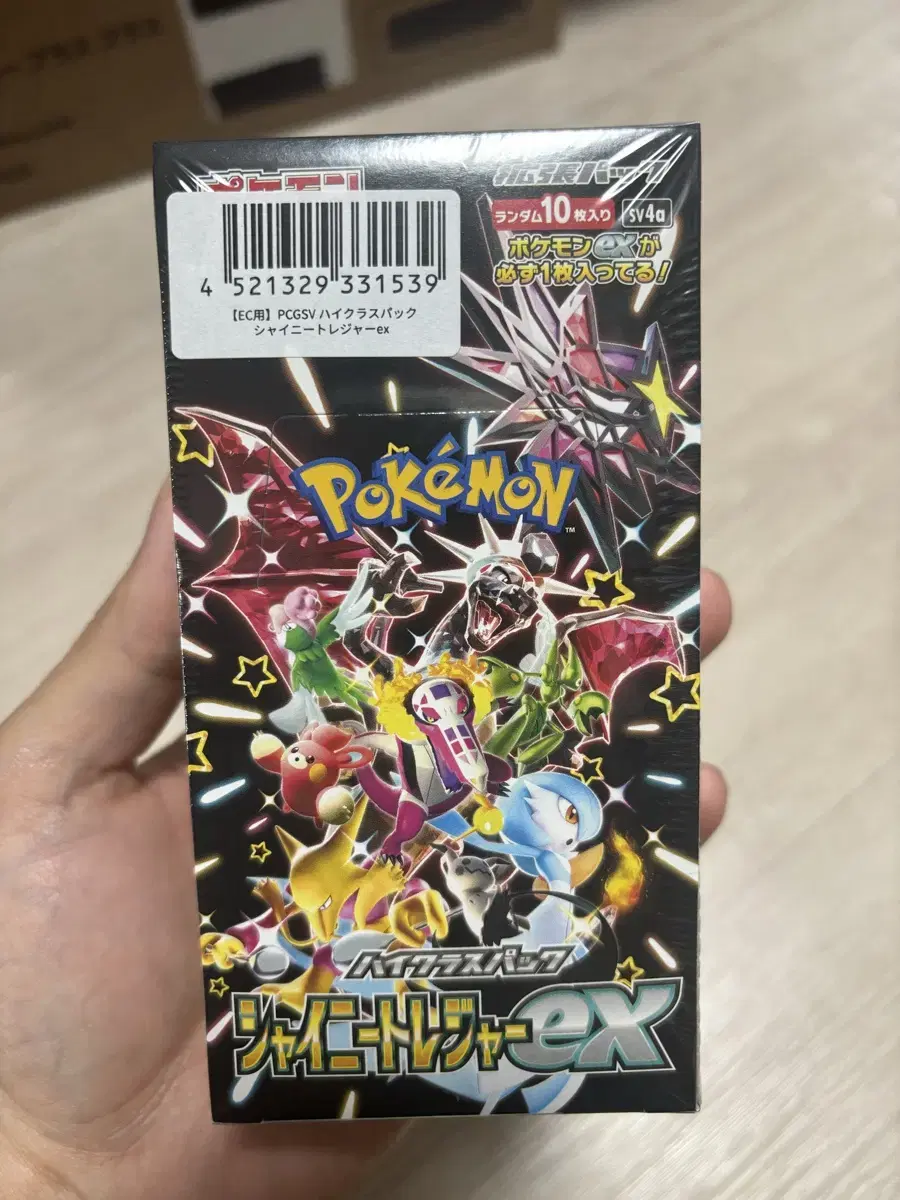 ポケモン
拡張パック
ランダム10枚入り
SV4a
ポケモンexが
必ず1枚入ってる!
4 521329 331539
【EC用】PCGSV ハイクラスパック
シャイニートレジャーex
POKéMON
TM
ハイクラスパック
シャイニートレジャーex